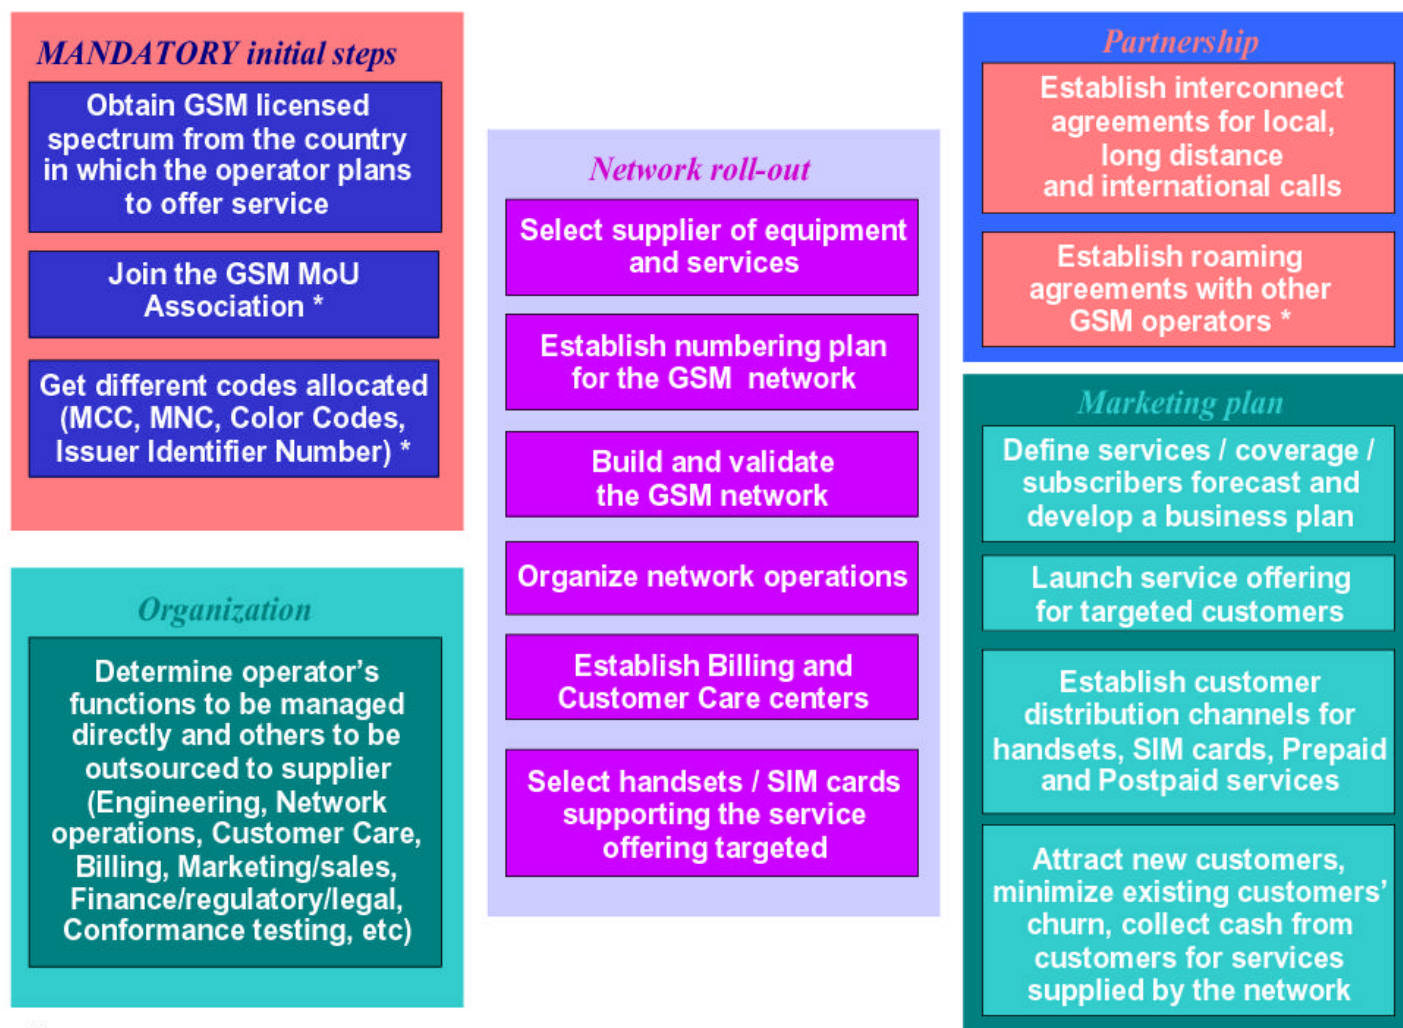 MANDATORY initial steps
Obtain GSM licensed
spectrum from the country
in which the operator plans
to offer service
Join the GSM MoU
Association *
Get different codes allocated
(MCC, MNC, Color Codes,
Issuer Identifier Number) *
Organization
Determine operator’s
functions to be managed
directly and others to be
outsourced to supplier
(Engineering, Network
operations, Customer Care,
Billing, Marketing/sales,
Finance/regulatory/legal,
Conformance testing, etc)
Network roll-out
Select supplier of equipment
and services
Establish numbering plan
for the GSM network
Build and validate
the GSM network
Organize network operations
Establish Billing and
Customer Care centers
Select handsets / SIM cards
supporting the service
offering targeted
Partnership
Establish interconnect
agreements for local,
long distance
and international calls
Establish roaming
agreements with other
GSM operators *
Marketing plan
Define services / coverage /
subscribers forecast and
develop a business plan
Launch service offering
for targeted customers
Establish customer
distribution channels for
handsets, SIM cards, Prepaid
and Postpaid services
Attract new customers,
minimize existing customers’
churn, collect cash from
customers for services
supplied by the network